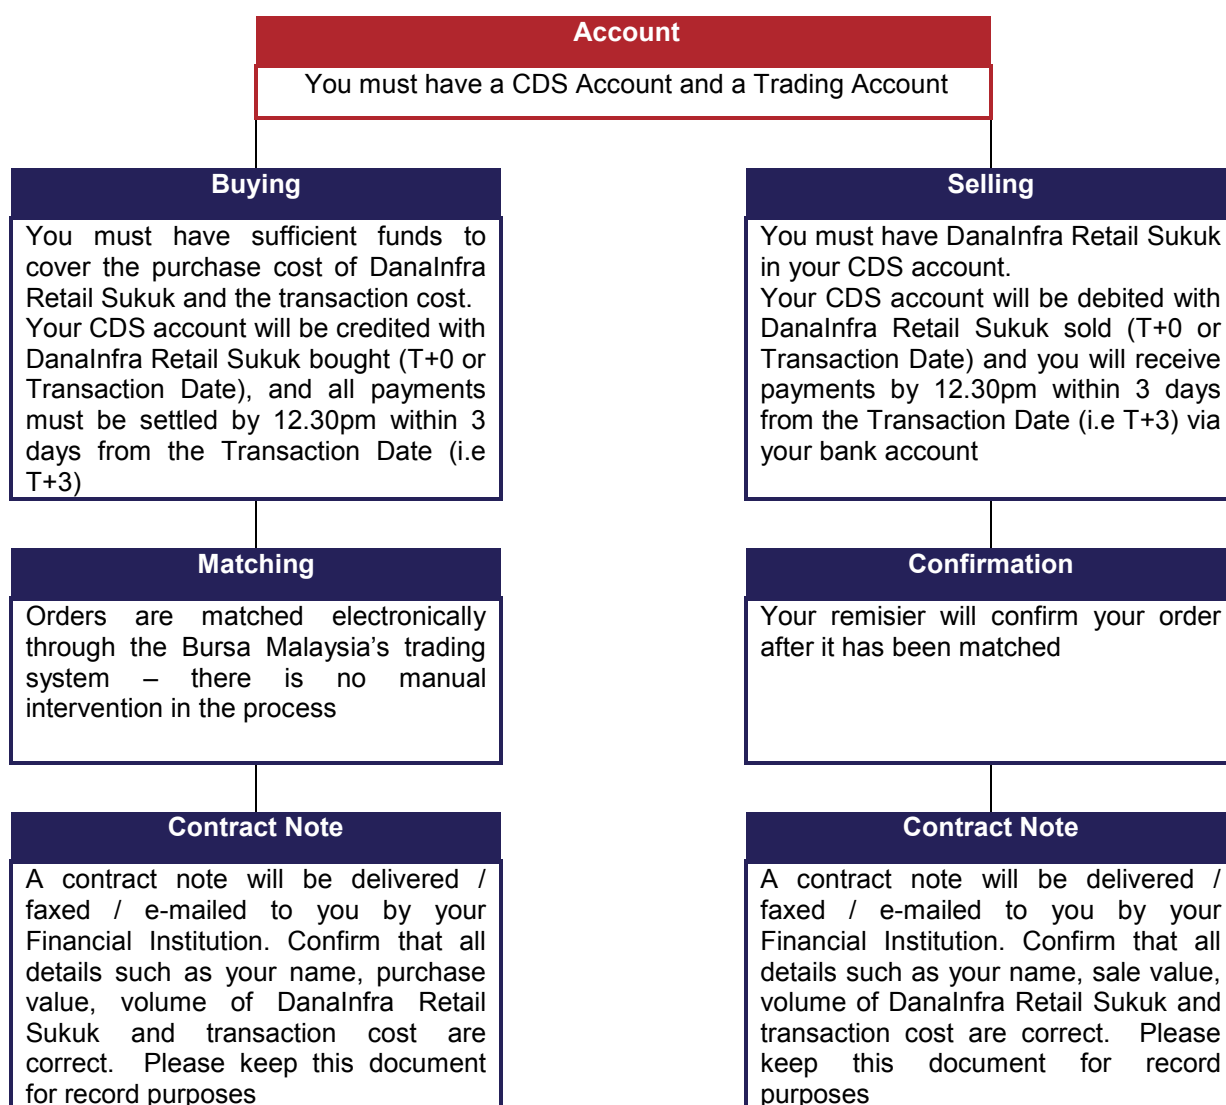 Account
You must have a CDS Account and a Trading Account
Buying
You must have sufficient funds to
cover the purchase cost of DanaInfra
Retail Sukuk and the transaction cost.
Your CDS account will be credited with
DanaInfra Retail Sukuk bought (T+0 or
Transaction Date), and all payments
must be settled by 12.30pm within 3
days from the Transaction Date (i.e
T+3)
Selling
You must have DanaInfra Retail Sukuk
in your CDS account.
Your CDS account will be debited with
DanaInfra Retail Sukuk sold (T+0 or
Transaction Date) and you will receive
payments by 12.30pm within 3 days
from the Transaction Date (i.e T+3) via
your bank account
Matching
Orders are matched electronically
through the Bursa Malaysia’s trading
system – there is no manual
intervention in the process
Confirmation
Your remisier will confirm your order
after it has been matched
Contract Note
A contract note will be delivered /
faxed / e-mailed to you by your
Financial Institution. Confirm that all
details such as your name, purchase
value, volume of DanaInfra Retail
Sukuk and transaction cost are
correct. Please keep this document
for record purposes
Contract Note
A contract note will be delivered /
faxed / e-mailed to you by your
Financial Institution. Confirm that all
details such as your name, sale value,
volume of DanaInfra Retail Sukuk and
transaction cost are correct. Please
keep this document for record
purposes